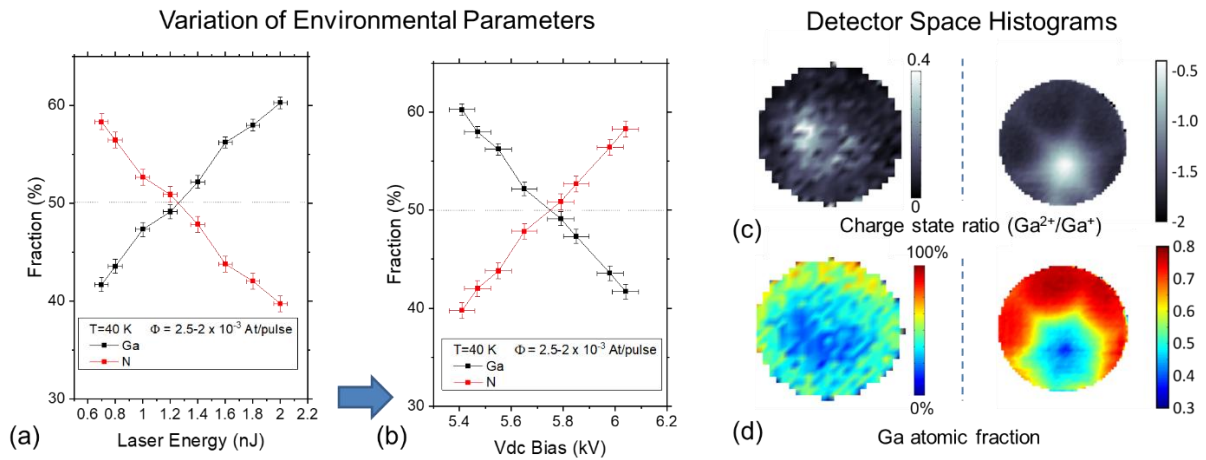 Variation of Environmental Parameters
Detector Space Histograms
60
50
40
30
Fraction (%)
T=40 K Φ = 2.5-2 x 10⁻³ At/pulse
Ga
N
0.6 0.8 1 1.2 1.4 1.6 1.8 2 2.2
(a)
Laser Energy (nJ)
60
50
40
30
Fraction (%)
T=40 K Φ = 2.5-2 x 10⁻³ At/pulse
Ga
N
5.4 5.6 5.8 6 6.2
(b)
Vdc Bias (kV)
0.4
0
-0.5
-1.0
-1.5
-2
(c)
Charge state ratio (Ga²⁺/Ga⁺)
100%
0%
0.8
0.7
0.6
0.5
0.4
0.3
(d)
Ga atomic fraction